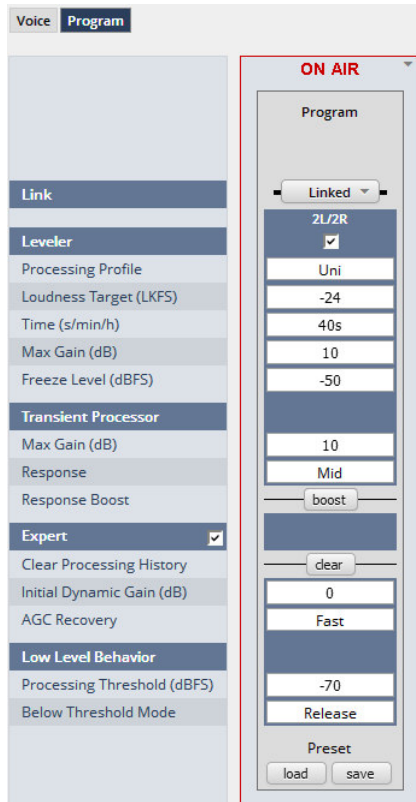 Voice Program
ON AIR
Program
Link Linked
2L/2R
Leveler
Processing Profile Uni
Loudness Target (LKFS) -24
Time (s/min/h) 40s
Max Gain (dB) 10
Freeze Level (dBFS) -50
Transient Processor
Max Gain (dB) 10
Response Mid
Response Boost boost
Expert
Clear Processing History clear
Initial Dynamic Gain (dB) 0
AGC Recovery Fast
Low Level Behavior
Processing Threshold (dBFS) -70
Below Threshold Mode Release
Preset
load save